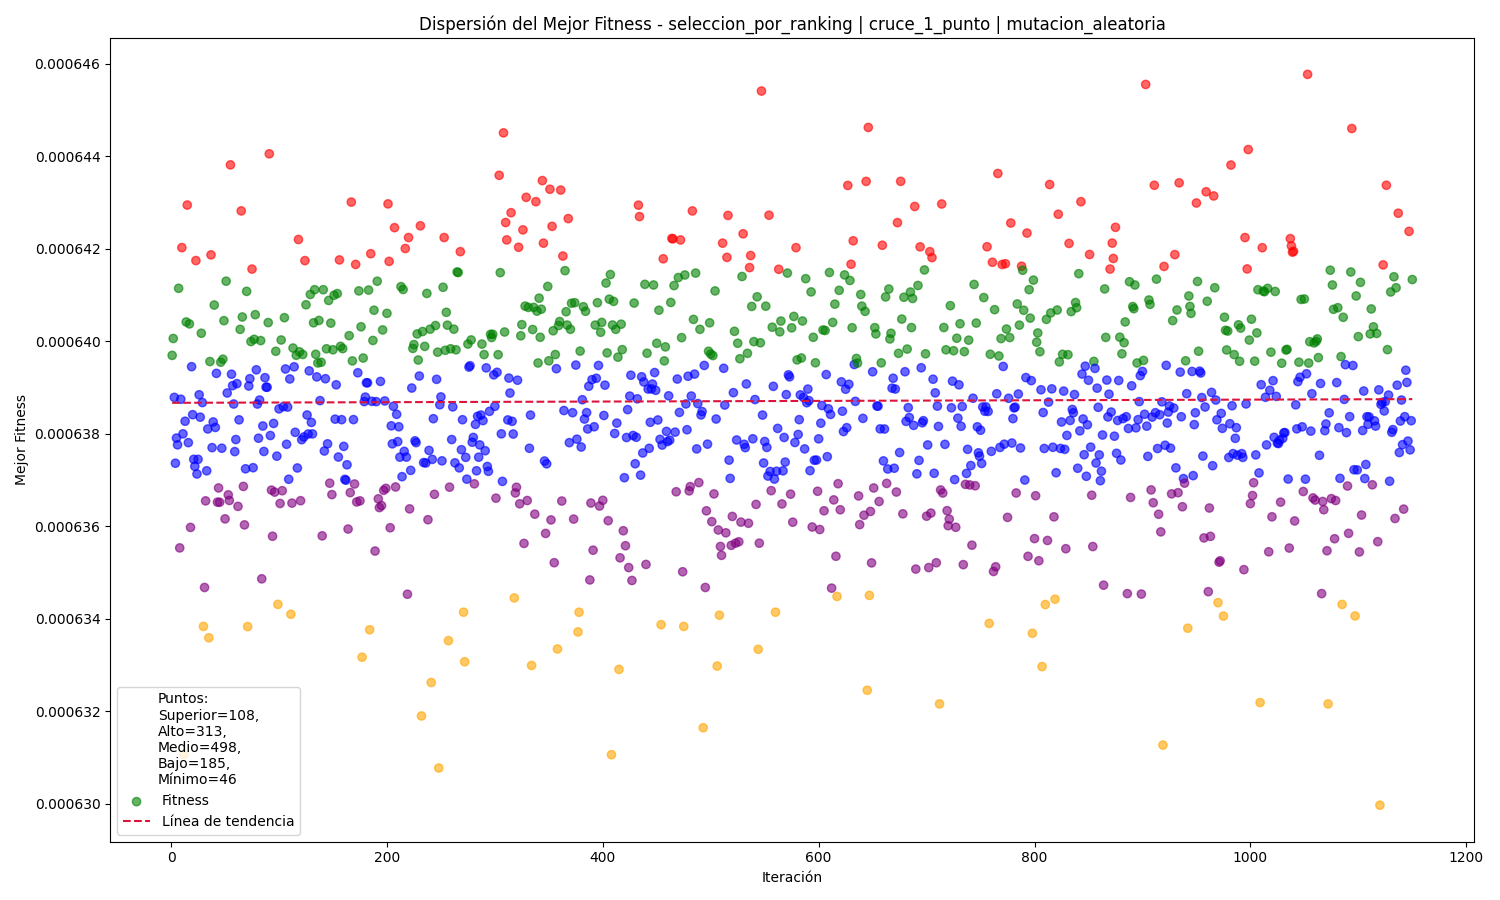 Dispersión del Mejor Fitness - seleccion_por_ranking | cruce_1_punto | mutacion_aleatoria
Mejor Fitness
0.000646
0.000644
0.000642
0.000640
0.000638
0.000636
0.000634
0.000632
0.000630
Puntos:
Superior=108,
Alto=313,
Medio=498,
Bajo=185,
Mínimo=46
Fitness
Línea de tendencia
0
200
400
600
800
1000
1200
Iteración